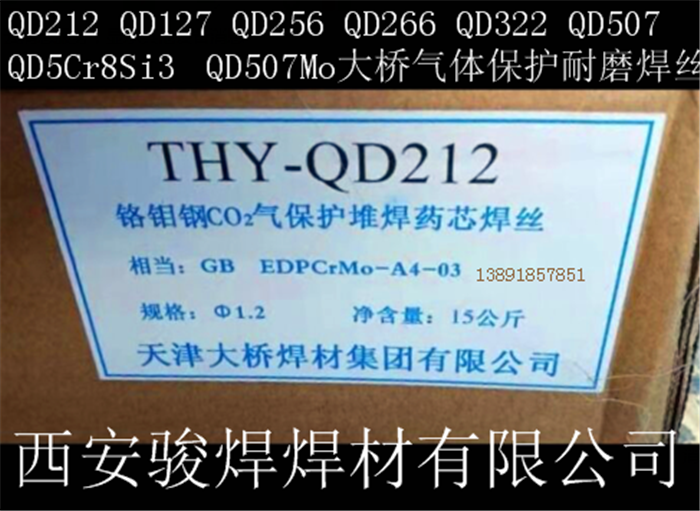 QD212 QD127 QD256 QD266 QD322 QD507
QD5Cr8Si3 QD507Mo大桥气体保护耐磨焊丝
THY-QD212
铬钼钢CO₂气保护堆焊药芯焊丝
相当：GB EDPCrMo-A4-03 13891857851
规格：Φ1.2 净含量：15公斤
天津大桥焊材集团有限公司
西安骏焊焊材有限公司